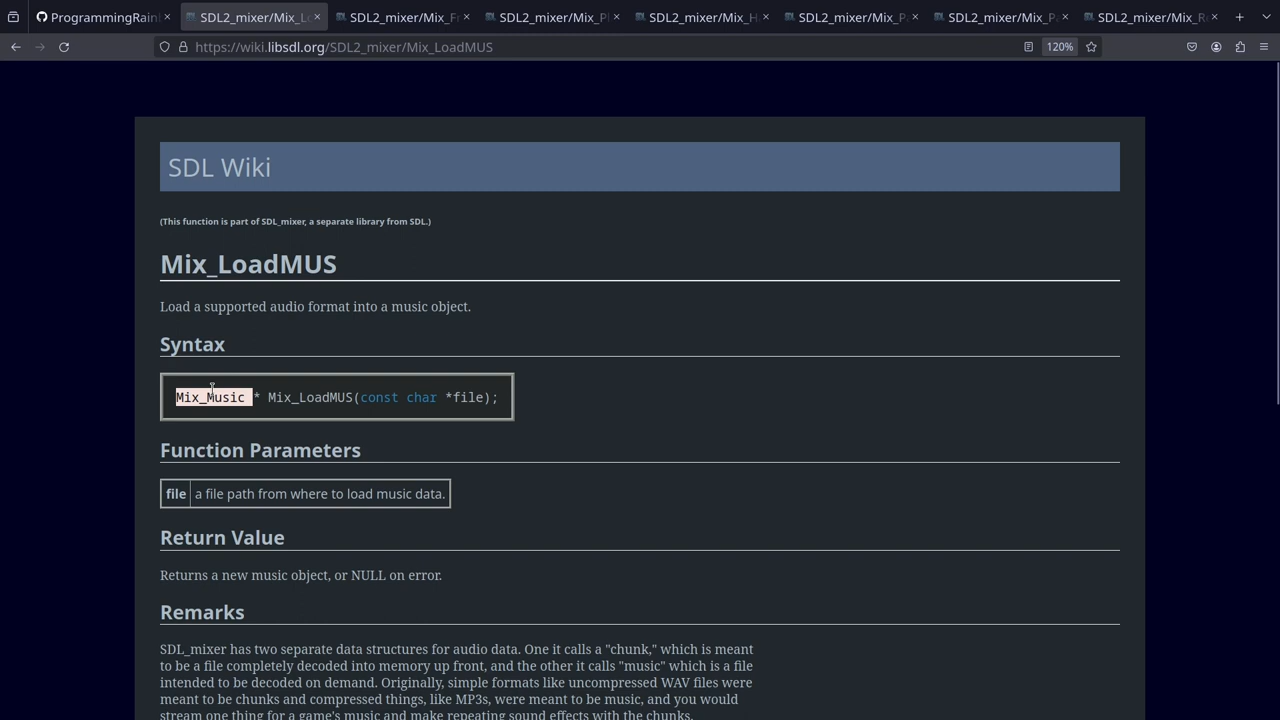 ProgrammingRain
SDL2_mixer/Mix_Lo
SDL2_mixer/Mix_Fr
SDL2_mixer/Mix_Pl
SDL2_mixer/Mix_H
SDL2_mixer/Mix_P
SDL2_mixer/Mix_P
SDL2_mixer/Mix_R
https://wiki.libsdl.org/SDL2_mixer/Mix_LoadMUS
120%
SDL Wiki
(This function is part of SDL_mixer, a separate library from SDL.)
Mix_LoadMUS
Load a supported audio format into a music object.
Syntax
Mix_Music * Mix_LoadMUS(const char *file);
Function Parameters
file a file path from where to load music data.
Return Value
Returns a new music object, or NULL on error.
Remarks
SDL_mixer has two separate data structures for audio data. One it calls a "chunk," which is meant
to be a file completely decoded into memory up front, and the other it calls "music" which is a file
intended to be decoded on demand. Originally, simple formats like uncompressed WAV files were
meant to be chunks and compressed things, like MP3s, were meant to be music, and you would
stream one thing for a game's music and make repeating sound effects with the chunks.